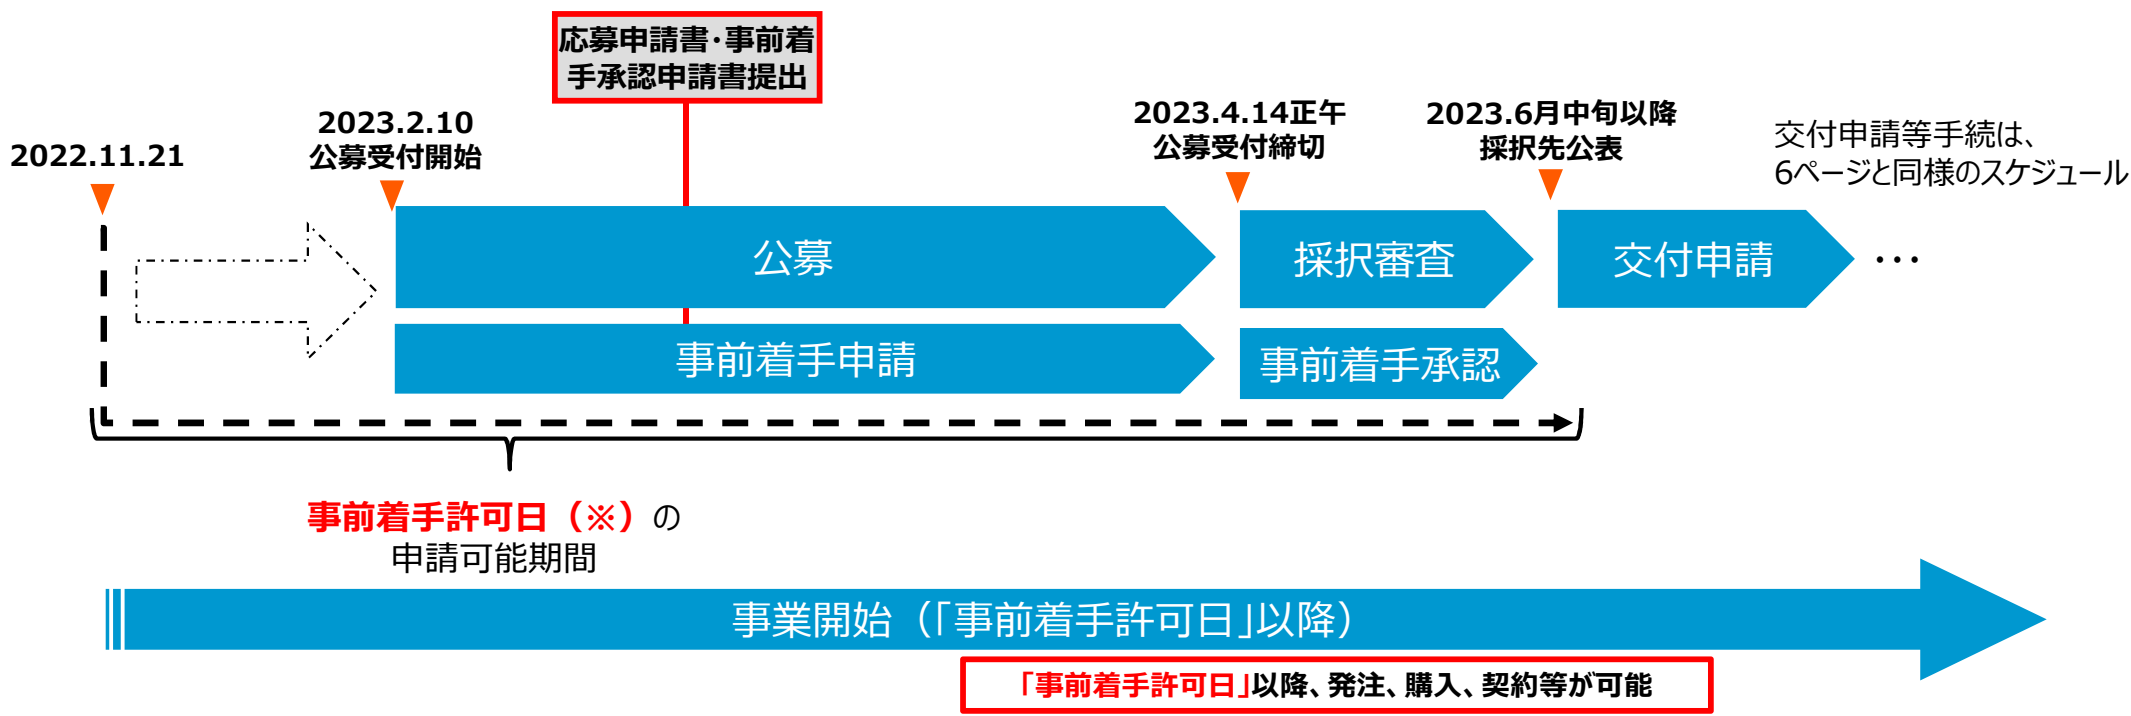 応募申請書・事前着
手承認申請書提出
2022.11.21
2023.2.10
公募受付開始
2023.4.14正午
公募受付締切
2023.6月中旬以降
採択先公表
交付申請等手続は、
6ページと同様のスケジュール
公募
採択審査
交付申請
…
事前着手申請
事前着手承認
事前着手許可日（※）の
申請可能期間
事業開始（「事前着手許可日」以降）
「事前着手許可日」以降、発注、購入、契約等が可能